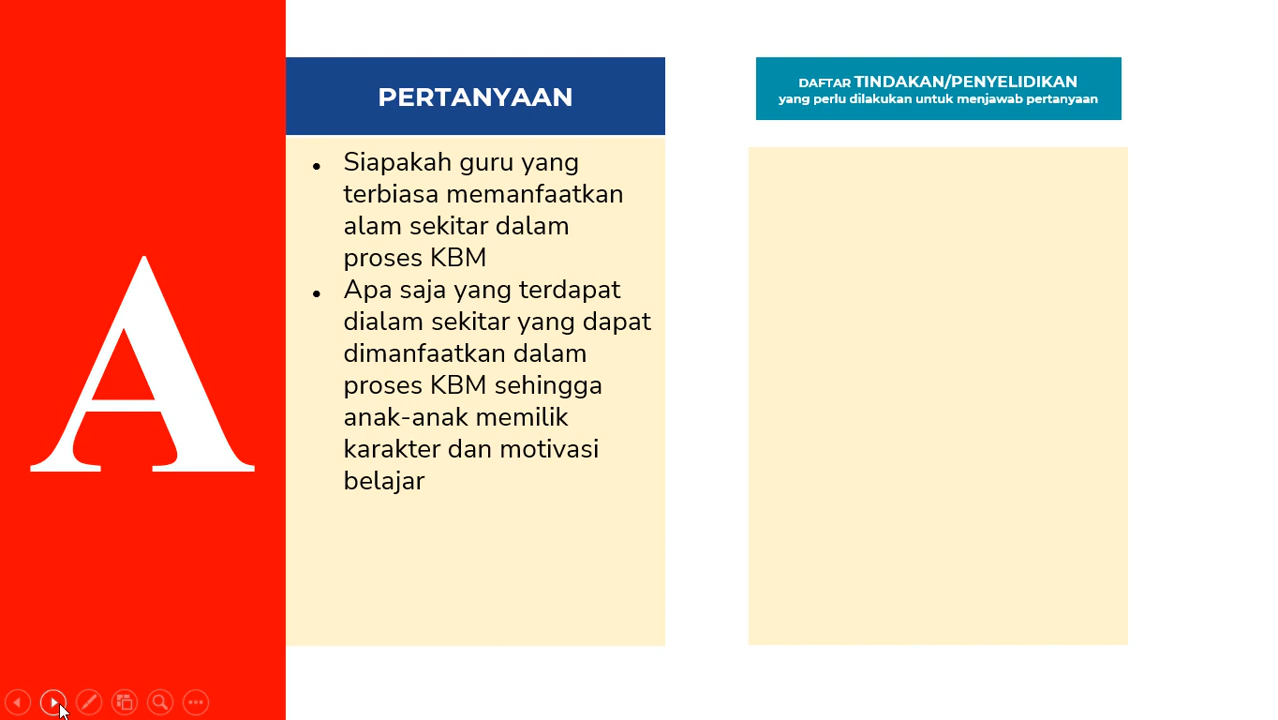 A
PERTANYAAN
• Siapakah guru yang
terbiasa memanfaatkan
alam sekitar dalam
proses KBM
• Apa saja yang terdapat
dialam sekitar yang dapat
dimanfaatkan dalam
proses KBM sehingga
anak-anak memilik
karakter dan motivasi
belajar
DAFTAR TINDAKAN/PENYELIDIKAN
yang perlu dilakukan untuk menjawab pertanyaan